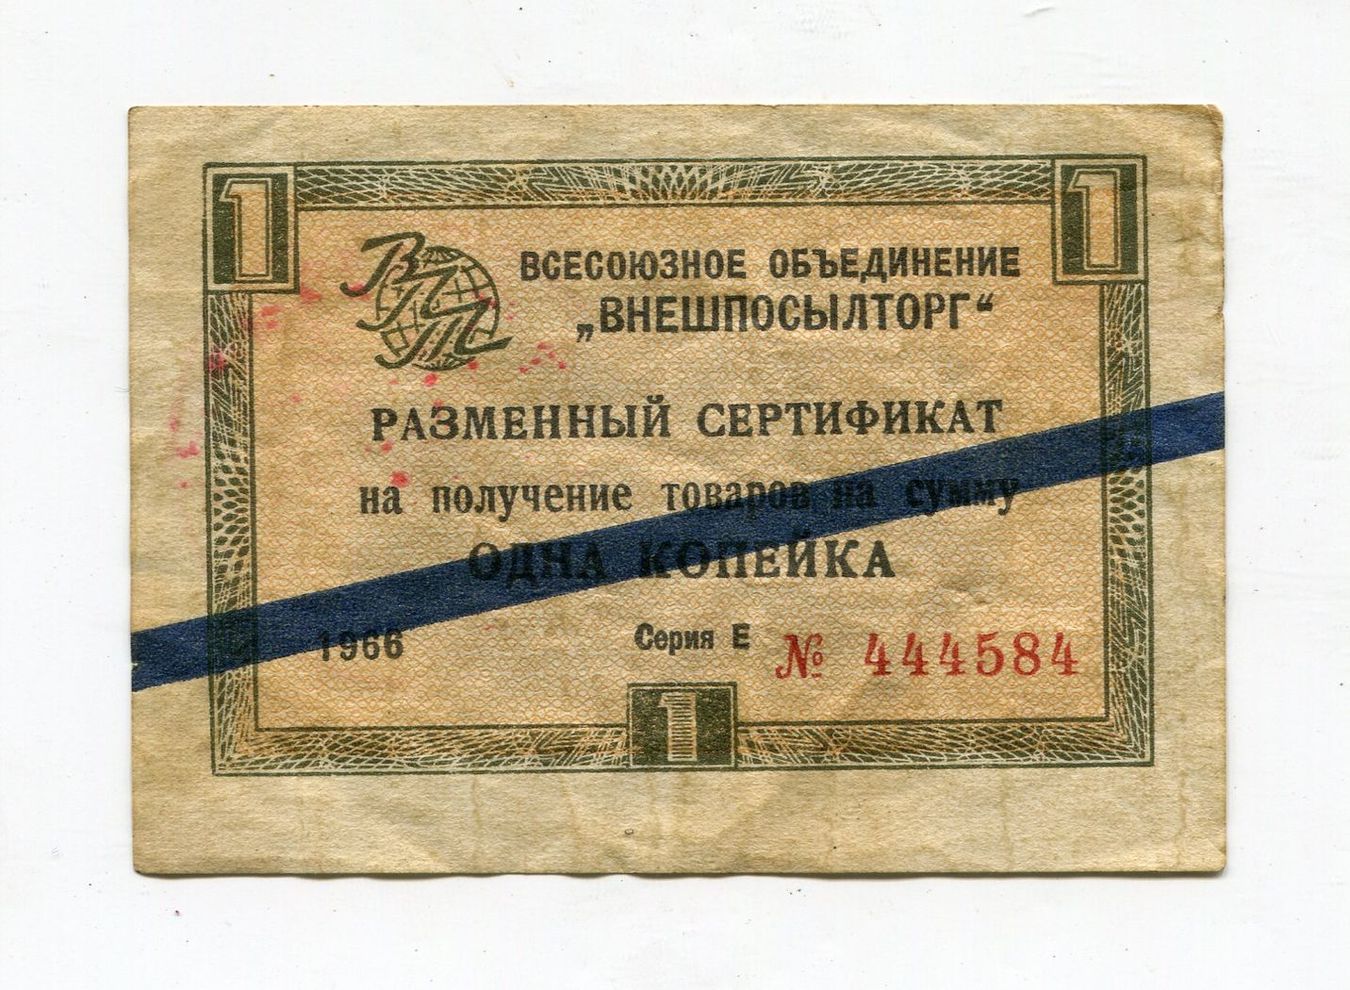 1 1
ВПТ
ВСЕСОЮЗНОЕ ОБЪЕДИНЕНИЕ
„ВНЕШПОСЫЛТОРГ“
РАЗМЕННЫЙ СЕРТИФИКАТ
на получение товаров на сумму
ОДНА КОПЕЙКА
1966 Серия Е № 444584
1